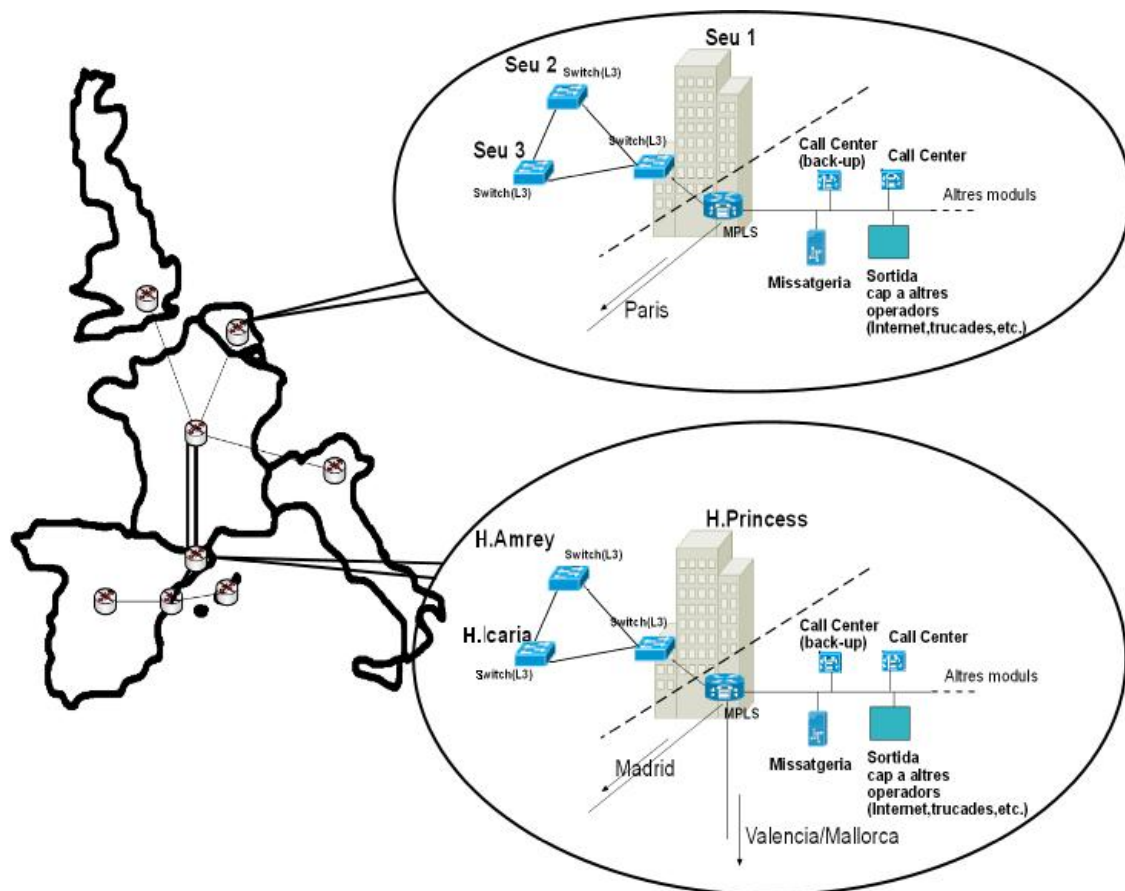 Seu 1
Seu 2
Switch(L3)
Switch(L3)
Seu 3
Switch(L3)
Call Center
(back-up)
Call Center
Altres moduls
MPLS
Missatgeria
Sortida
cap a altres
operadors
(Internet,trucades,etc.)
Paris
H.Princess
H.Amrey
Switch(L3)
Switch(L3)
H.Icaria
Switch(L3)
Call Center
(back-up)
Call Center
Altres moduls
MPLS
Missatgeria
Sortida
cap a altres
operadors
(Internet,trucades,etc.)
Madrid
Valencia/Mallorca